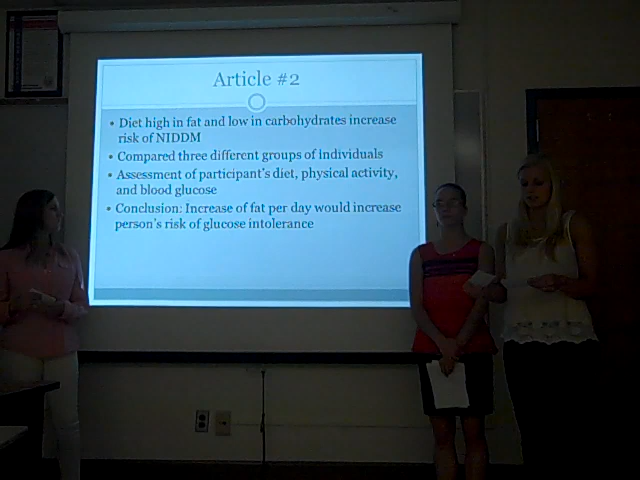 Article #2
• Diet high in fat and low in carbohydrates increase
risk of NIDDM
• Compared three different groups of individuals
• Assessment of participant's diet, physical activity,
and blood glucose
• Conclusion: Increase of fat per day would increase
person's risk of glucose intolerance